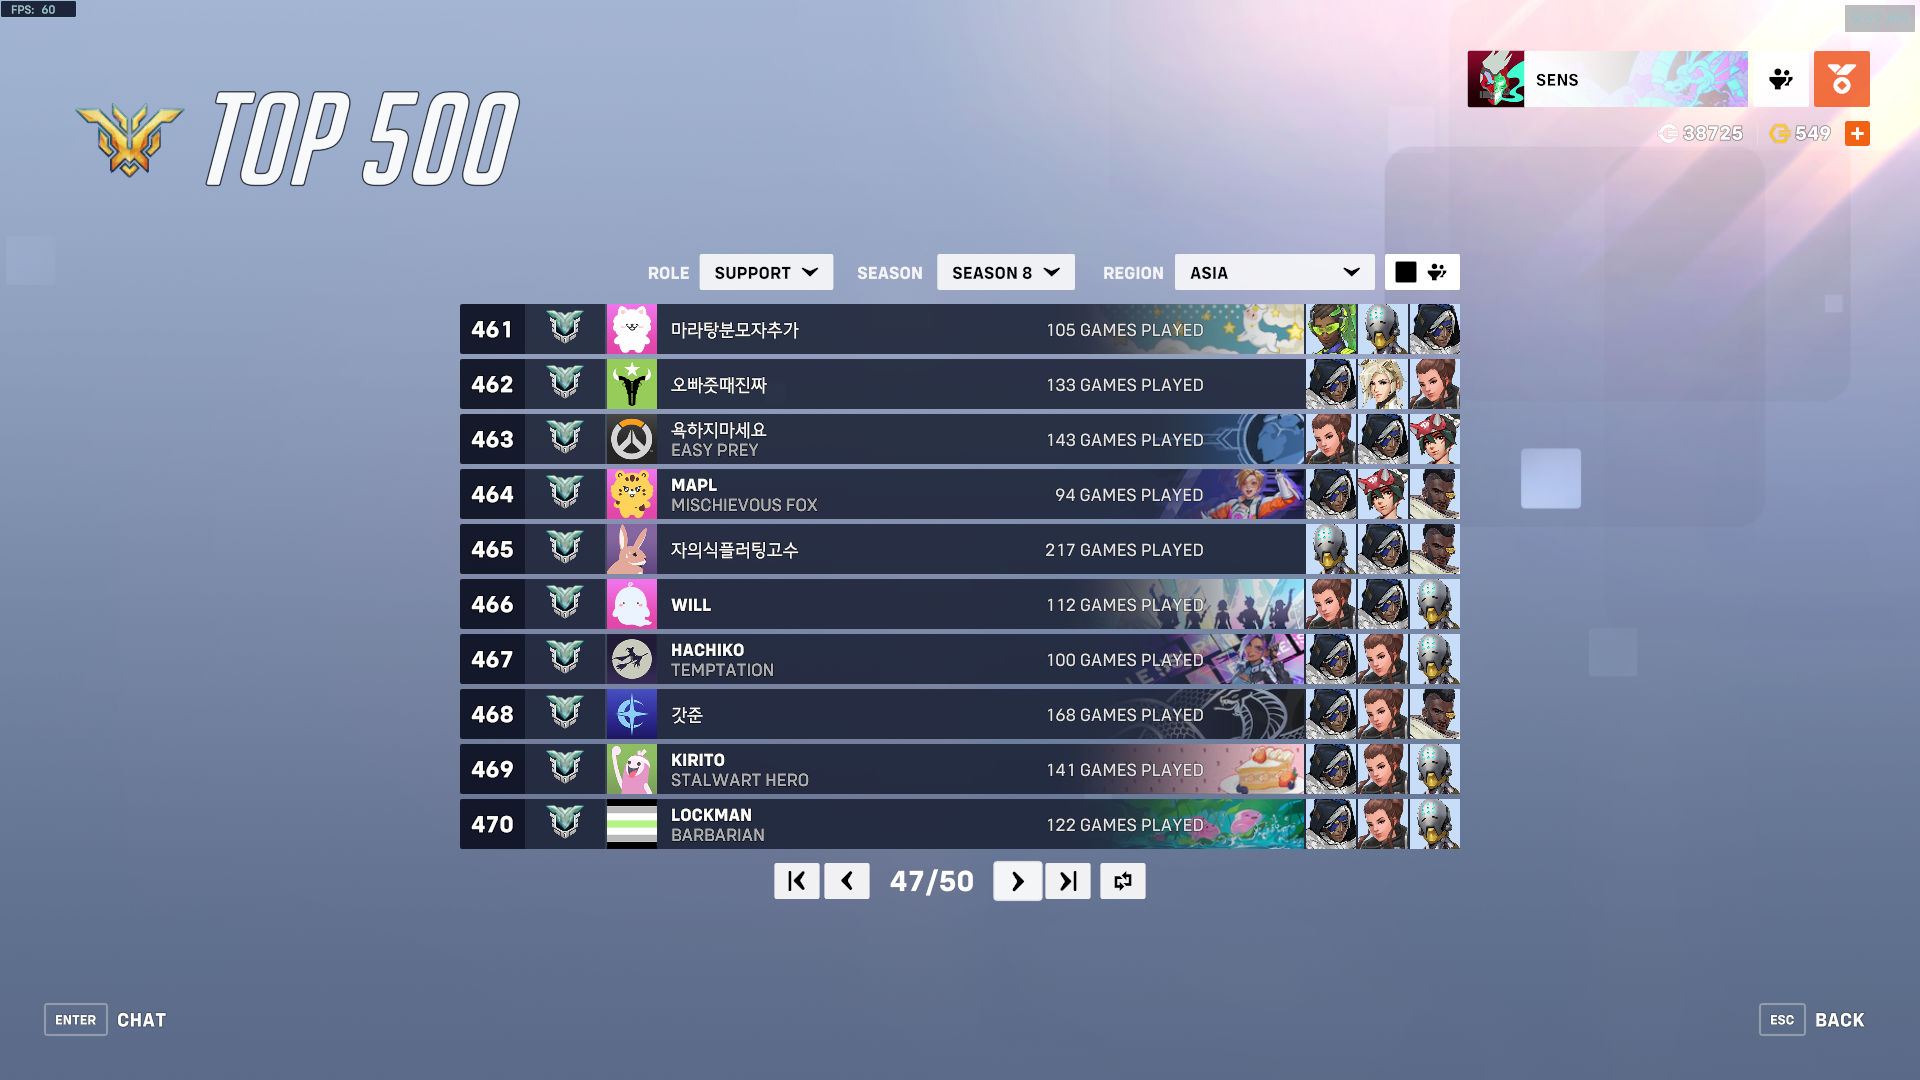 FPS: 60
TOP 500
SENS
38725
549
ROLE SUPPORT SEASON SEASON 8 REGION ASIA
461 마라탕분모자추가 105 GAMES PLAYED
462 오빠줏때진짜 133 GAMES PLAYED
463 욕하지마세요 143 GAMES PLAYED
EASY PREY
464 MAPL 94 GAMES PLAYED
MISCHIEVOUS FOX
465 자의식플러팅고수 217 GAMES PLAYED
466 WILL 112 GAMES PLAYED
467 HACHIKO 100 GAMES PLAYED
TEMPTATION
468 갓준 168 GAMES PLAYED
469 KIRITO 141 GAMES PLAYED
STALWART HERO
470 LOCKMAN 122 GAMES PLAYED
BARBARIAN
47/50
ENTER CHAT
ESC BACK